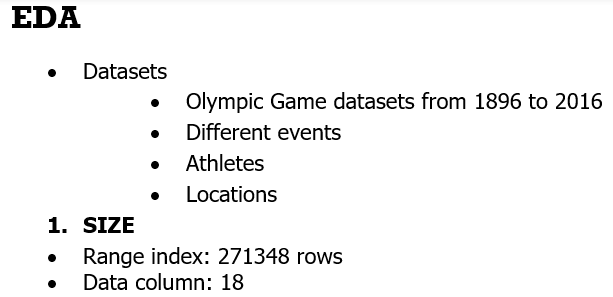 EDA
• Datasets
• Olympic Game datasets from 1896 to 2016
• Different events
• Athletes
• Locations
1. SIZE
• Range index: 271348 rows
• Data column: 18